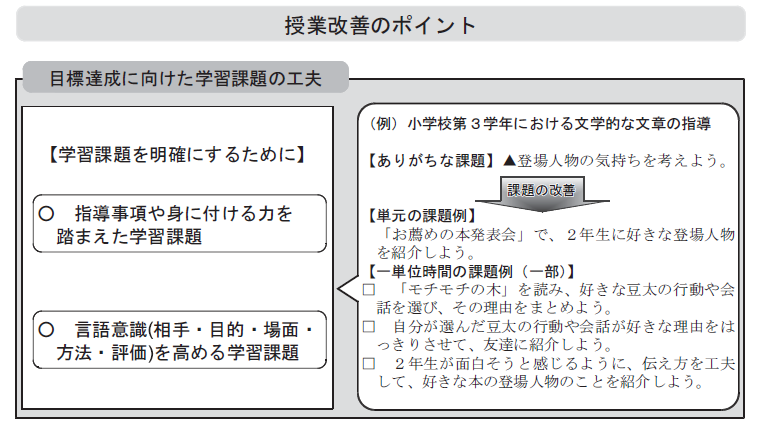 授業改善のポイント
目標達成に向けた学習課題の工夫
【学習課題を明確にするために】
○　指導事項や身に付ける力を
踏まえた学習課題
○　言語意識(相手・目的・場面・
方法・評価)を高める学習課題
（例）小学校第３学年における文学的な文章の指導
【ありがちな課題】▲登場人物の気持ちを考えよう。
課題の改善
【単元の課題例】
「お薦めの本発表会」で、２年生に好きな登場人物
を紹介しよう。
【一単位時間の課題例（一部）】
□　「モチモチの木」を読み、好きな豆太の行動や会
話を選び、その理由をまとめよう。
□　自分が選んだ豆太の行動や会話が好きな理由をは
っきりさせて、友達に紹介しよう。
□　２年生が面白そうと感じるように、伝え方を工夫
して、好きな本の登場人物のことを紹介しよう。